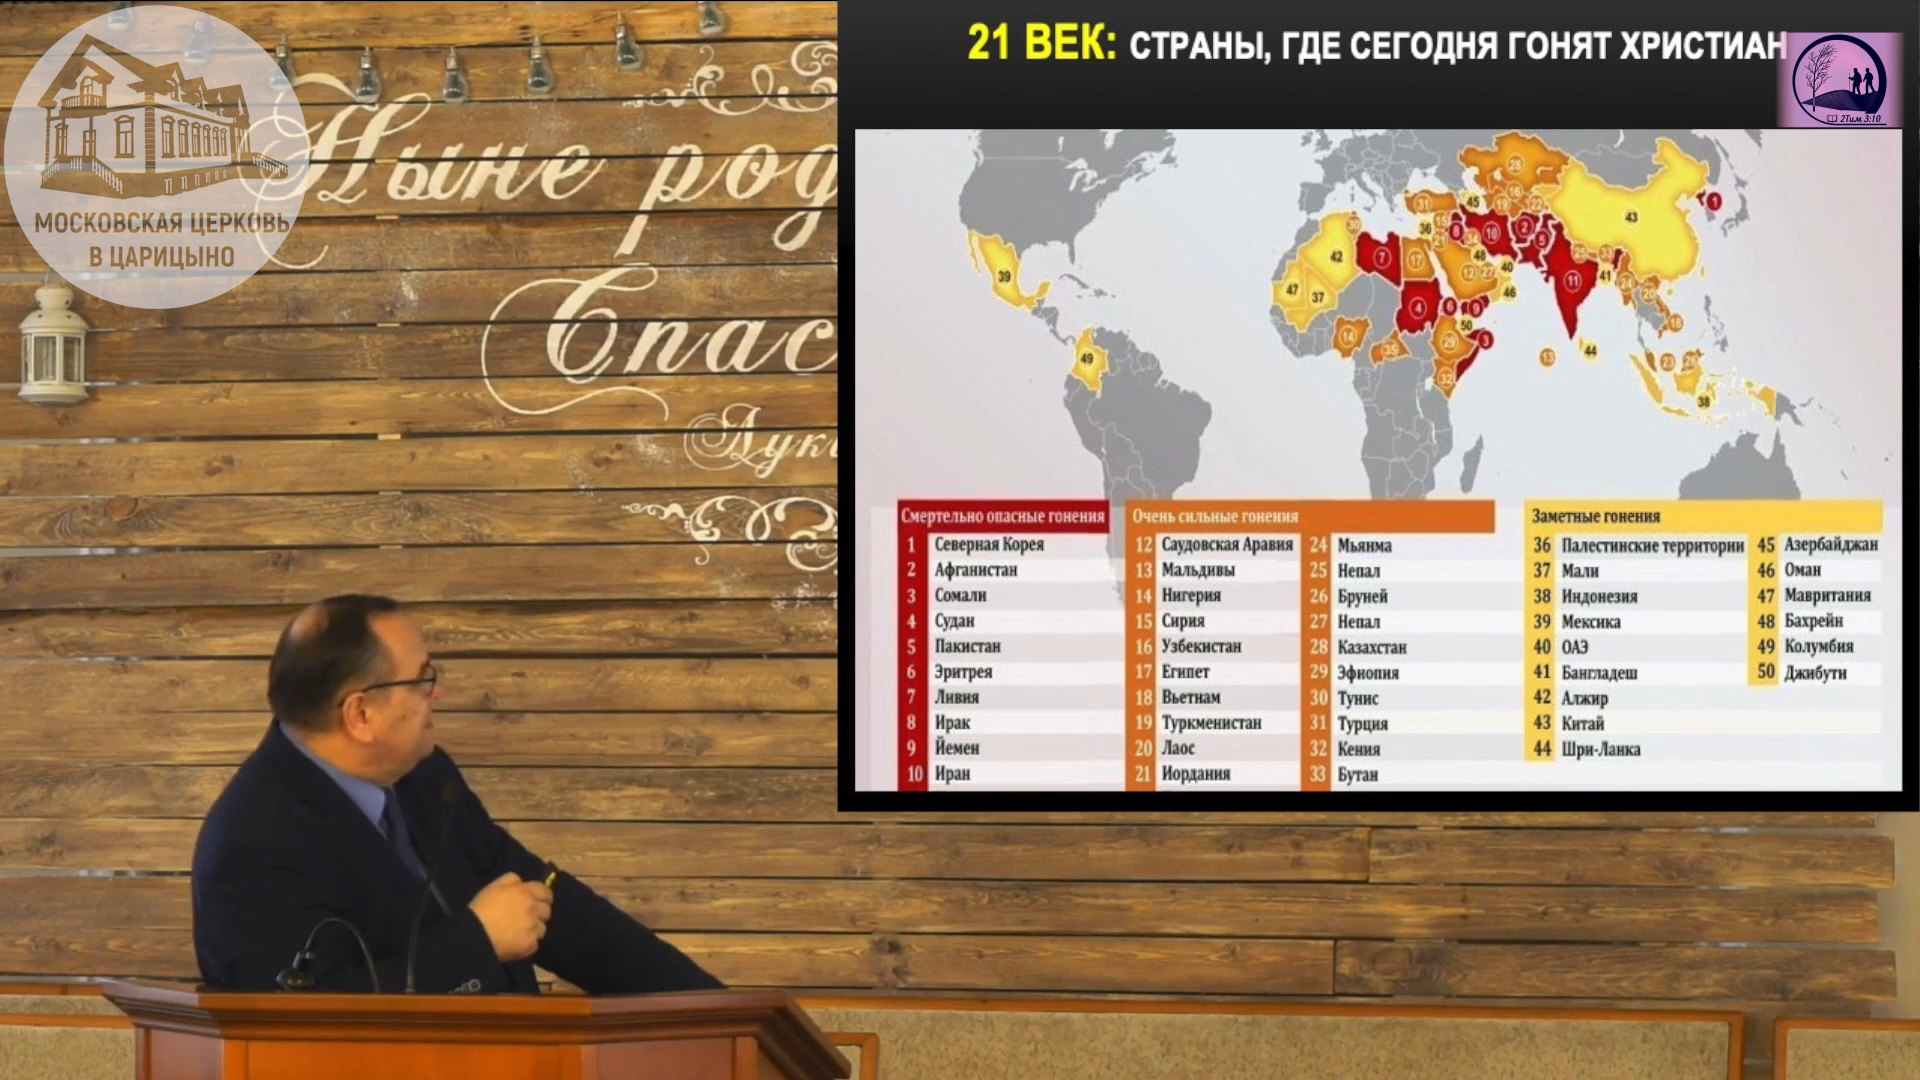 МОСКОВСКАЯ ЦЕРКОВЬ
В ЦАРИЦЫНО
Ныне род
Спас
Лук
21 ВЕК: СТРАНЫ, ГДЕ СЕГОДНЯ ГОНЯТ ХРИСТИАН
2Тим 3:10
Смертельно опасные гонения
1 Северная Корея
2 Афганистан
3 Сомали
4 Судан
5 Пакистан
6 Эритрея
7 Ливия
8 Ирак
9 Йемен
10 Иран
Очень сильные гонения
12 Саудовская Аравия
13 Мальдивы
14 Нигерия
15 Сирия
16 Узбекистан
17 Египет
18 Вьетнам
19 Туркменистан
20 Лаос
21 Иордания
24 Мьянма
25 Непал
26 Бруней
27 Непал
28 Казахстан
29 Эфиопия
30 Тунис
31 Турция
32 Кения
33 Бутан
Заметные гонения
36 Палестинские территории
37 Мали
38 Индонезия
39 Мексика
40 ОАЭ
41 Бангладеш
42 Алжир
43 Китай
44 Шри-Ланка
45 Азербайджан
46 Оман
47 Мавритания
48 Бахрейн
49 Колумбия
50 Джибути